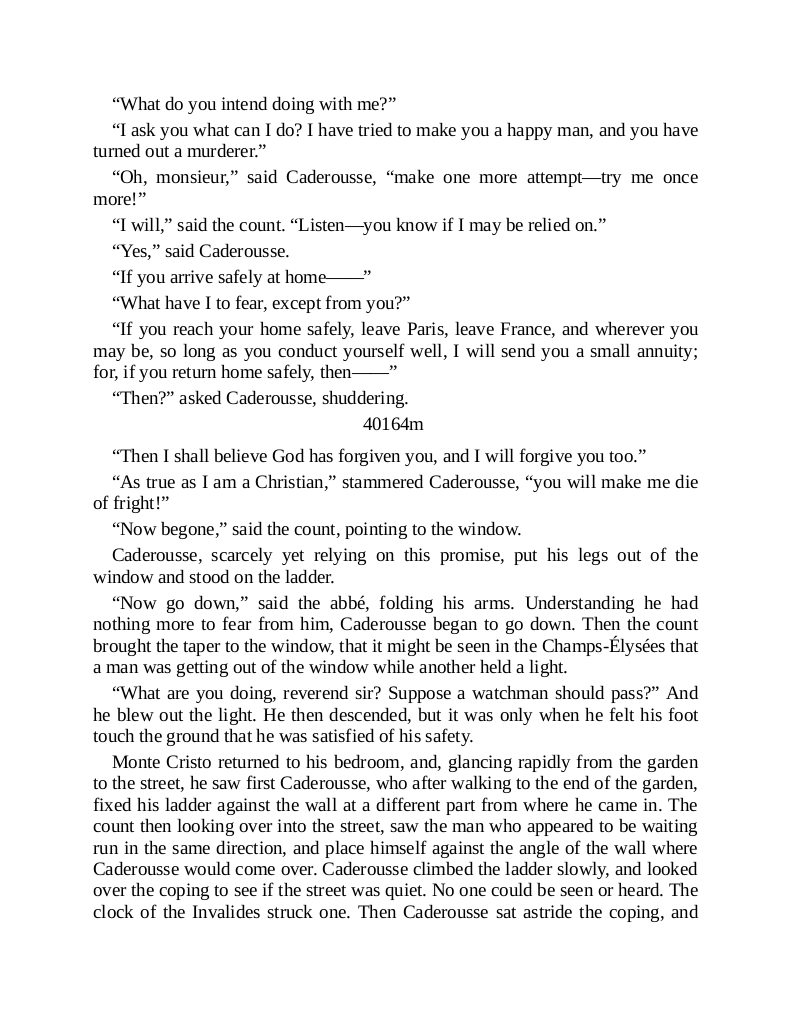 “What do you intend doing with me?”
“I ask you what can I do? I have tried to make you a happy man, and you have
turned out a murderer.”
“Oh, monsieur,” said Caderousse, “make one more attempt—try me once
more!”
“I will,” said the count. “Listen—you know if I may be relied on.”
“Yes,” said Caderousse.
“If you arrive safely at home——”
“What have I to fear, except from you?”
“If you reach your home safely, leave Paris, leave France, and wherever you
may be, so long as you conduct yourself well, I will send you a small annuity;
for, if you return home safely, then——”
“Then?” asked Caderousse, shuddering.
40164m
“Then I shall believe God has forgiven you, and I will forgive you too.”
“As true as I am a Christian,” stammered Caderousse, “you will make me die
of fright!”
“Now begone,” said the count, pointing to the window.
Caderousse, scarcely yet relying on this promise, put his legs out of the
window and stood on the ladder.
“Now go down,” said the abbé, folding his arms. Understanding he had
nothing more to fear from him, Caderousse began to go down. Then the count
brought the taper to the window, that it might be seen in the Champs-Élysées that
a man was getting out of the window while another held a light.
“What are you doing, reverend sir? Suppose a watchman should pass?” And
he blew out the light. He then descended, but it was only when he felt his foot
touch the ground that he was satisfied of his safety.
Monte Cristo returned to his bedroom, and, glancing rapidly from the garden
to the street, he saw first Caderousse, who after walking to the end of the garden,
fixed his ladder against the wall at a different part from where he came in. The
count then looking over into the street, saw the man who appeared to be waiting
run in the same direction, and place himself against the angle of the wall where
Caderousse would come over. Caderousse climbed the ladder slowly, and looked
over the coping to see if the street was quiet. No one could be seen or heard. The
clock of the Invalides struck one. Then Caderousse sat astride the coping, and